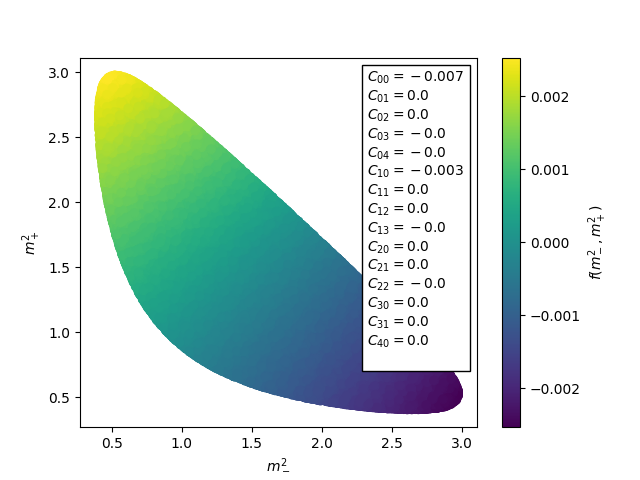 3.0
2.5
2.0
1.5
1.0
0.5
m²₊
0.5
1.0
1.5
2.0
2.5
3.0
m²₋
C₀₀ = −0.007
C₀₁ = 0.0
C₀₂ = 0.0
C₀₃ = −0.0
C₀₄ = −0.0
C₁₀ = −0.003
C₁₁ = 0.0
C₁₂ = 0.0
C₁₃ = −0.0
C₂₀ = 0.0
C₂₁ = 0.0
C₂₂ = −0.0
C₃₀ = 0.0
C₃₁ = 0.0
C₄₀ = 0.0
0.002
0.001
0.000
−0.001
−0.002
f(m²₋, m²₊)